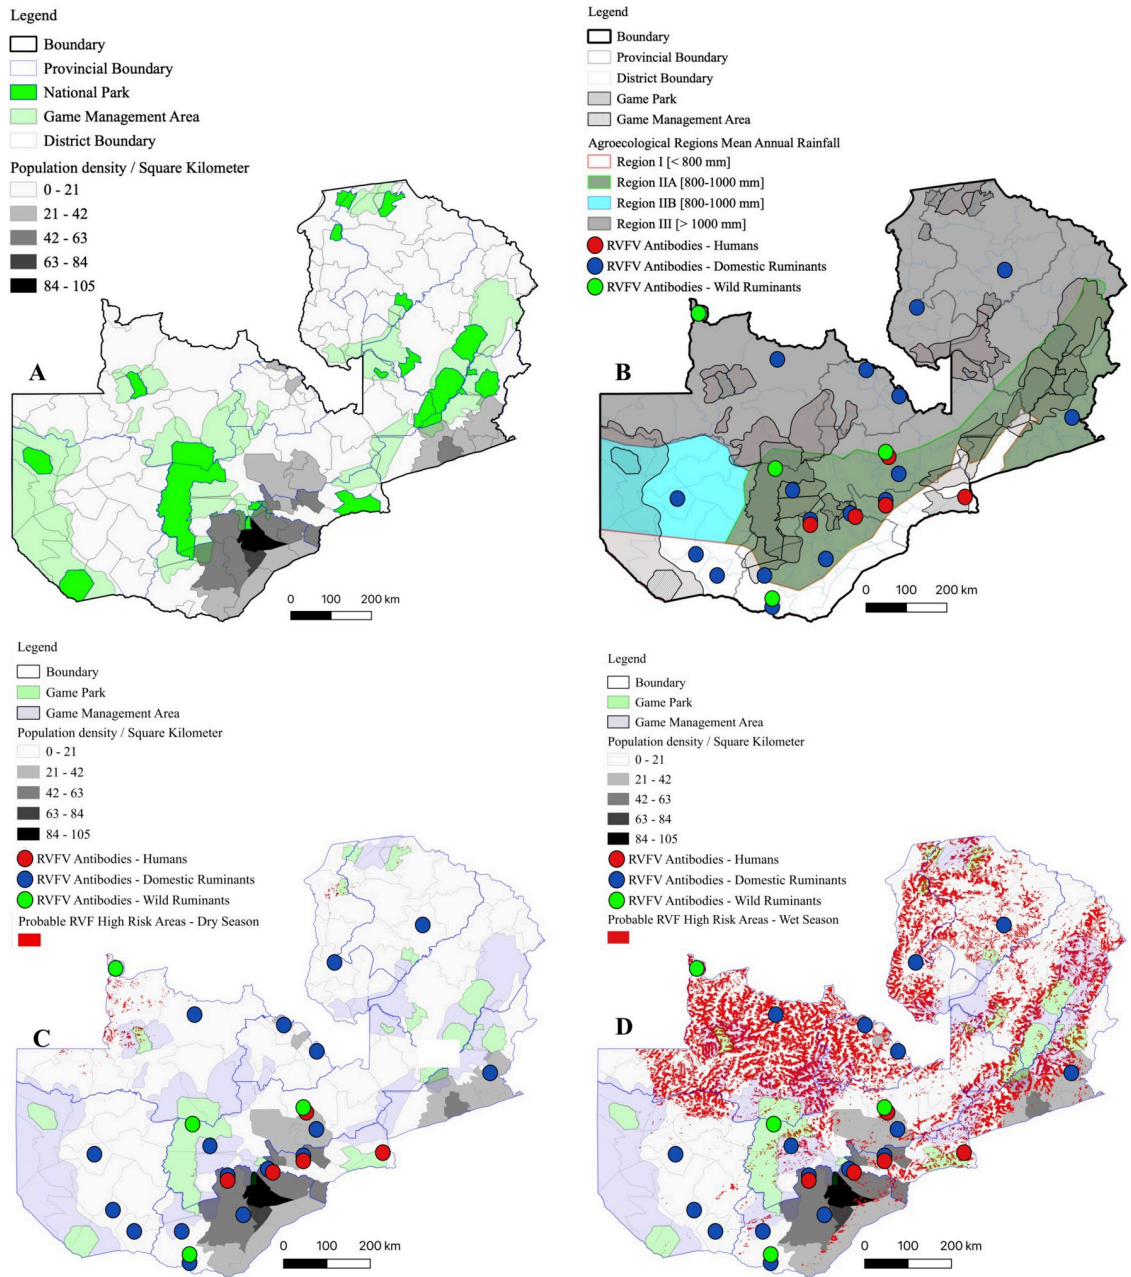 Legend
Boundary
Provincial Boundary
National Park
Game Management Area
District Boundary
Population density / Square Kilometer
0 - 21
21 - 42
42 - 63
63 - 84
84 - 105
A
0 100 200 km
Legend
Boundary
Provincial Boundary
District Boundary
Game Park
Game Management Area
Agroecological Regions Mean Annual Rainfall
Region I [< 800 mm]
Region IIA [800-1000 mm]
Region IIB [800-1000 mm]
Region III [> 1000 mm]
RVFV Antibodies - Humans
RVFV Antibodies - Domestic Ruminants
RVFV Antibodies - Wild Ruminants
B
0 100 200 km
Legend
Boundary
Game Park
Game Management Area
Population density / Square Kilometer
0 - 21
21 - 42
42 - 63
63 - 84
84 - 105
RVFV Antibodies - Humans
RVFV Antibodies - Domestic Ruminants
RVFV Antibodies - Wild Ruminants
Probable RVF High Risk Areas - Dry Season
C
0 100 200 km
Legend
Boundary
Game Park
Game Management Area
Population density / Square Kilometer
0 - 21
21 - 42
42 - 63
63 - 84
84 - 105
RVFV Antibodies - Humans
RVFV Antibodies - Domestic Ruminants
RVFV Antibodies - Wild Ruminants
Probable RVF High Risk Areas - Wet Season
D
0 100 200 km